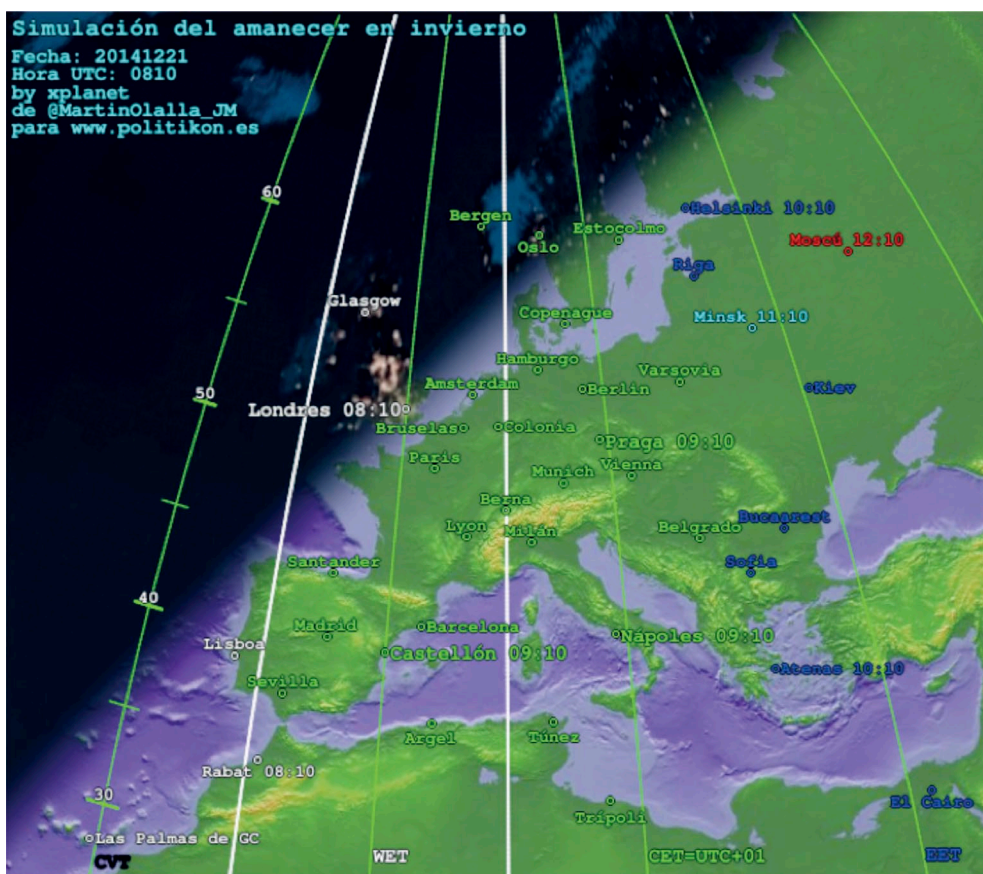 Simulación del amanecer en invierno
Fecha: 20141221
Hora UTC: 0810
by xplanet
de @MartinOlalla_JM
para www.politikon.es
60
Bergen
Oslo
Estocolmo
Helsinki 10:10
Moscú 12:10
Riga
Glasgow
Copenague
Minsk 11:10
Hamburgo
Varsovia
50
Amsterdam
Berlin
Kiev
Londres 08:10
Bruselas
Colonia
Praga 09:10
Paris
Munich
Vienna
Berna
Lyon
Milán
Belgrado
Bucaarest
Santander
Sofia
40
Madrid
Barcelona
Nápoles 09:10
Lisboa
Castellón 09:10
Atenas 10:10
Sevilla
Argel
Túnez
Rabat 08:10
30
Trípoli
El Cairo
Las Palmas de GC
CVT
WET
CET=UTC+01
EET